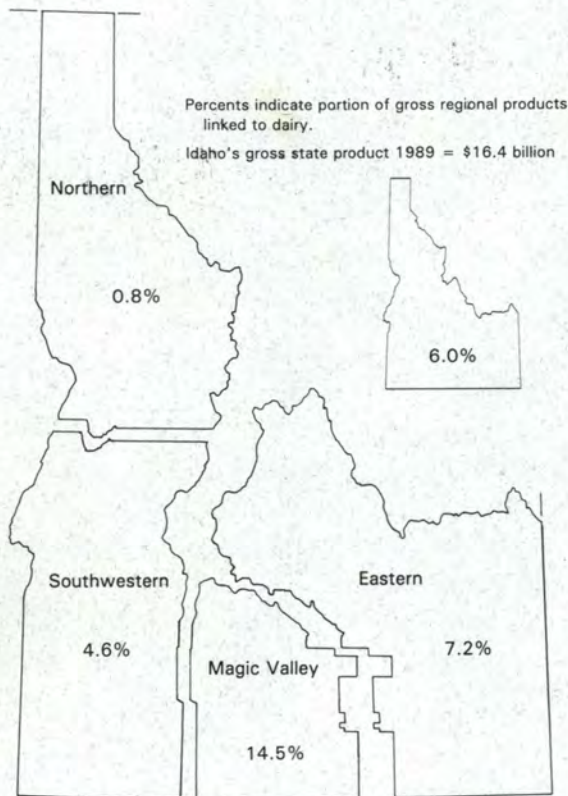 Percents indicate portion of gross regional products
linked to dairy.
Idaho's gross state product 1989 = $16.4 billion
Northern
0.8%
6.0%
Southwestern
4.6%
Eastern
7.2%
Magic Valley
14.5%